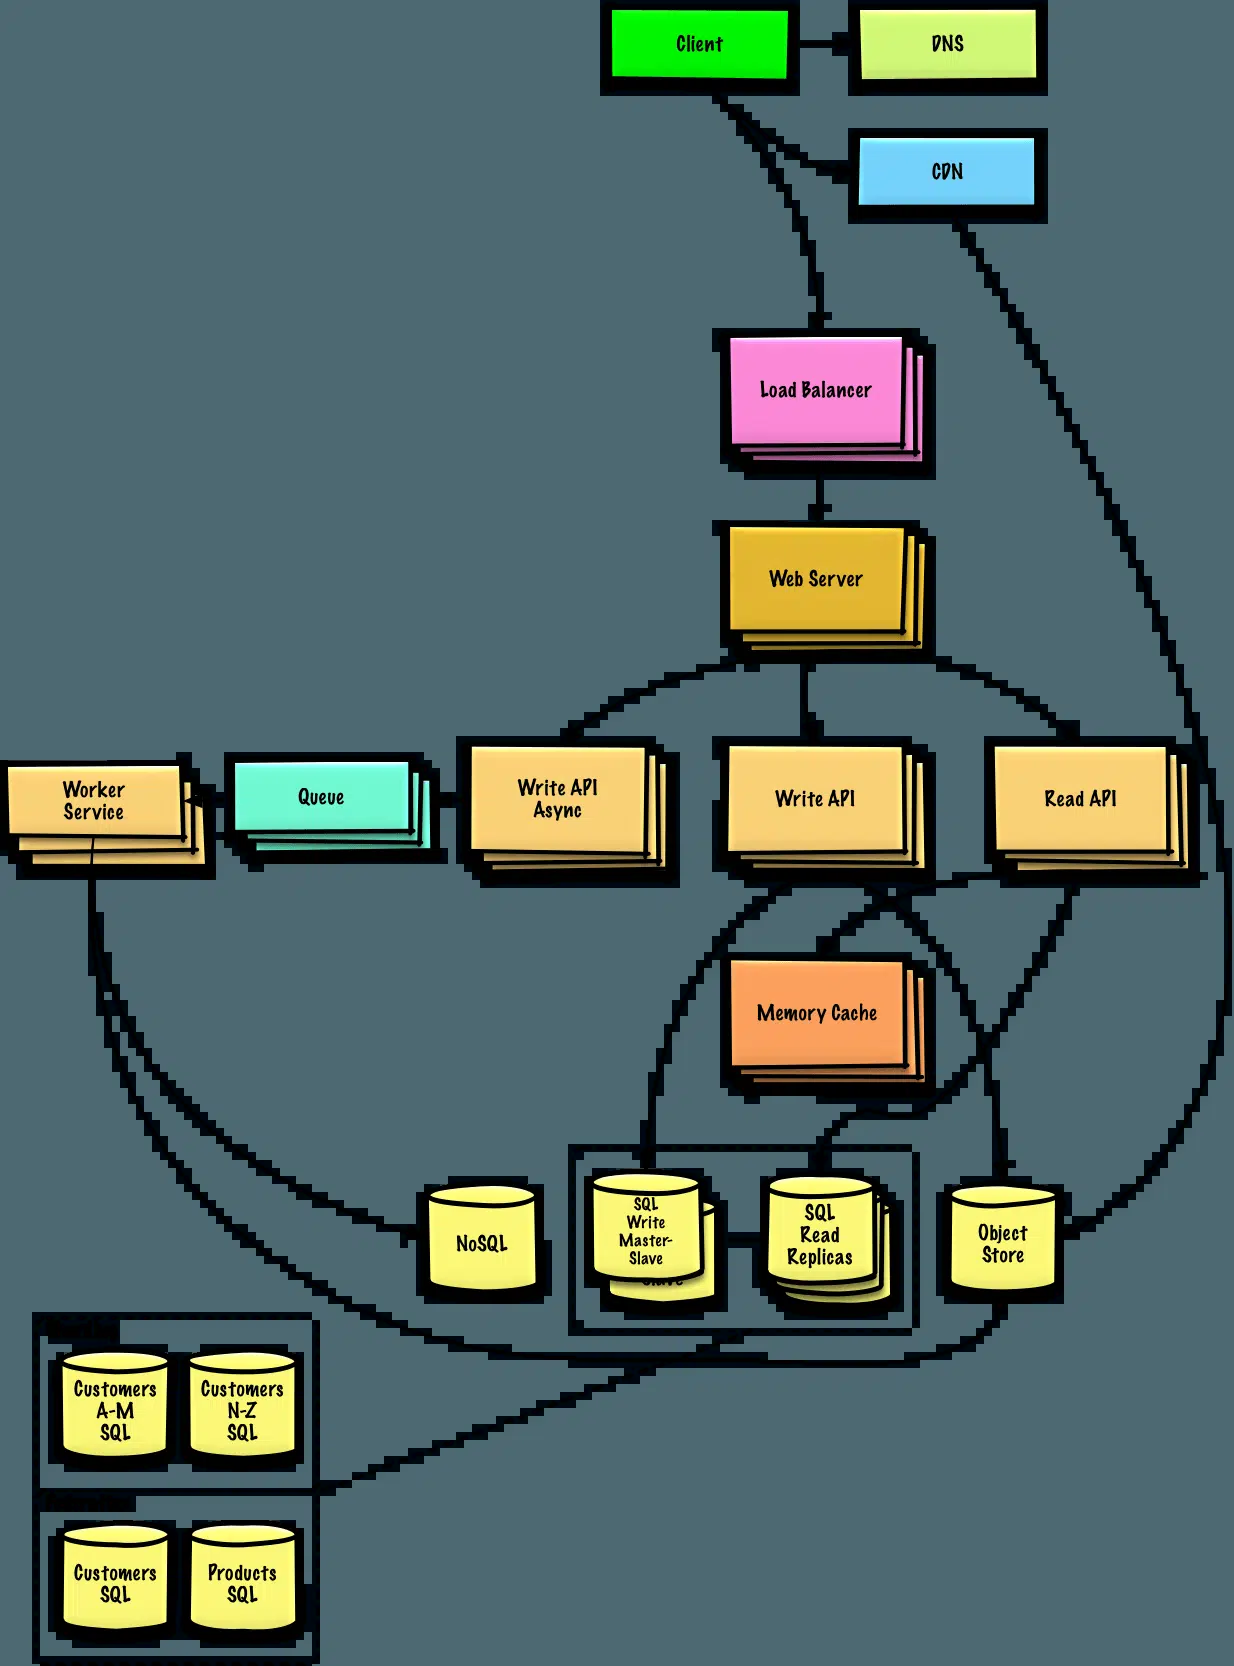 Client
DNS
CDN
Load Balancer
Web Server
Worker
Service
Queue
Write API
Async
Write API
Read API
Memory Cache
NoSQL
SQL
Write
Master-
Slave
SQL
Read
Replicas
Object
Store
Customers
A-M
SQL
Customers
N-Z
SQL
Customers
SQL
Products
SQL